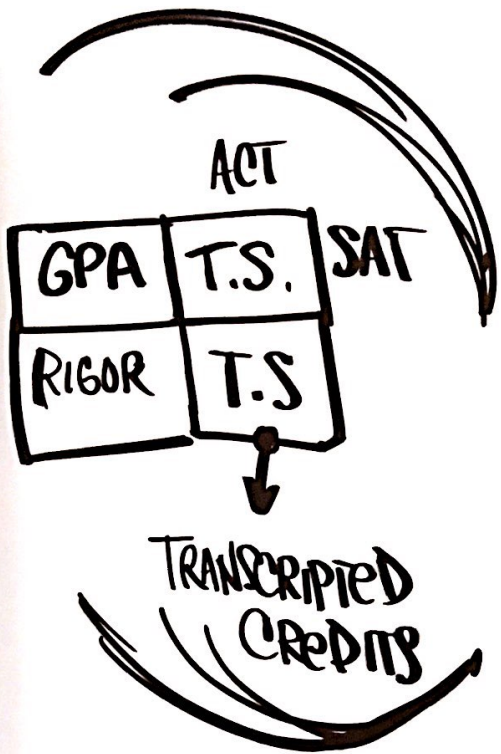 ACT
GPA T.S. SAT
RIGOR T.S
TRANSCRIPTED
CREDITS